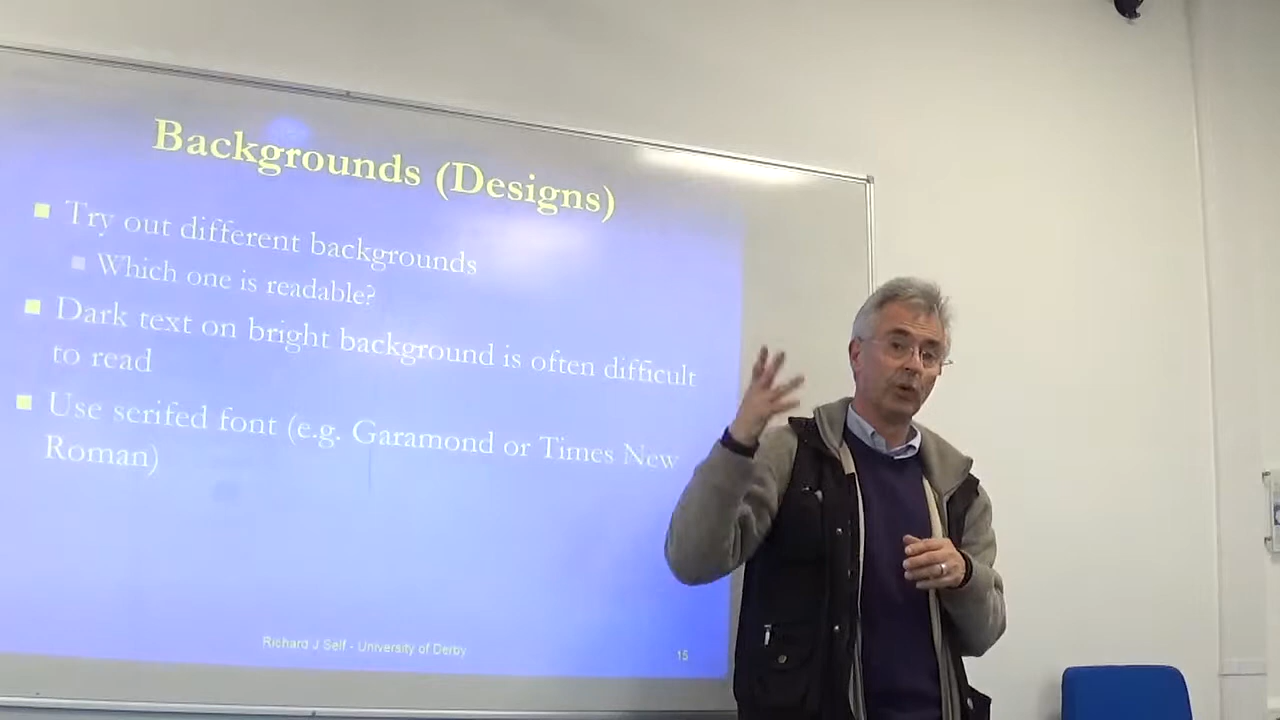 Backgrounds (Designs)
Try out different backgrounds
Which one is readable?
Dark text on bright background is often difficult
to read
Use serifed font (e.g. Garamond or Times New
Roman)
Richard J Self - University of Derby
15